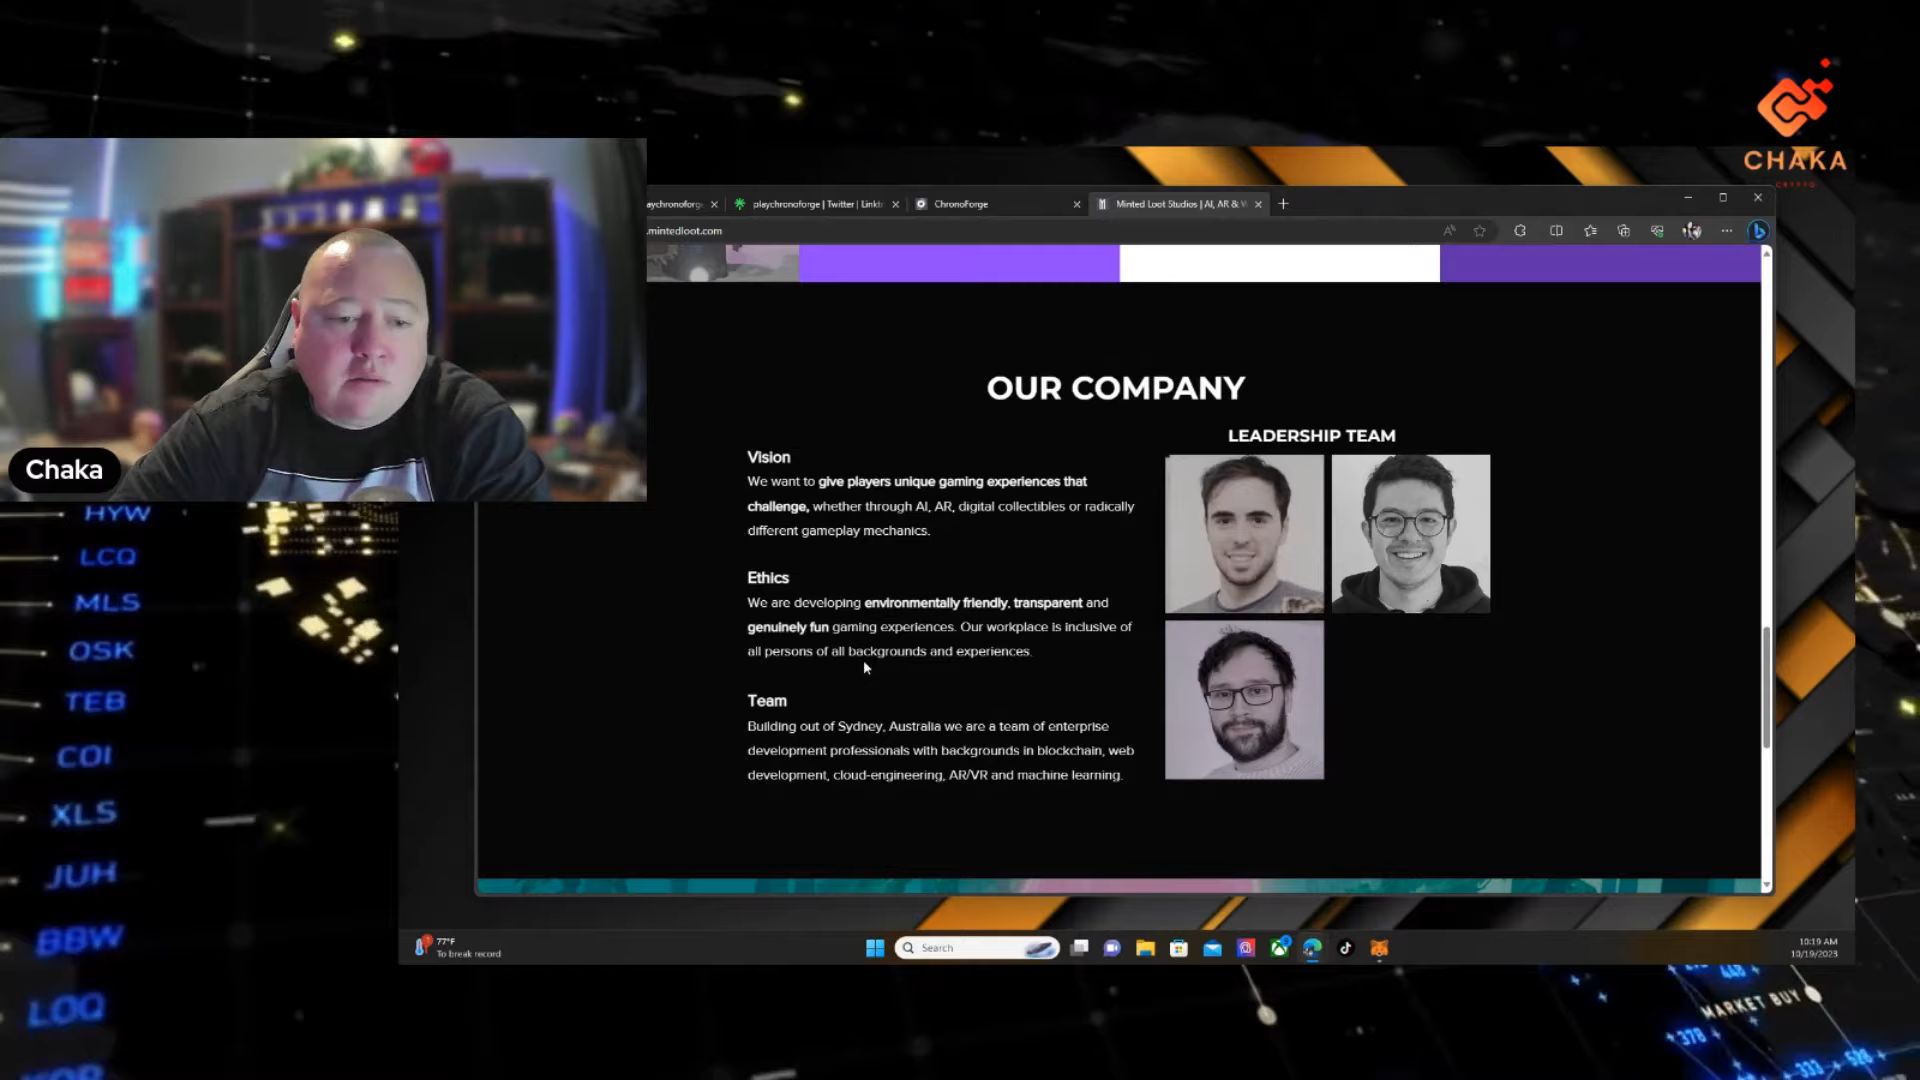 CHAKA
CRYPTO
aychronoforge
playchronoforge | Twitter | Linktr
ChronoForge
Minted Loot Studios | AI, AR & V
.mintedloot.com
Chaka
OUR COMPANY
LEADERSHIP TEAM
Vision
We want to give players unique gaming experiences that
challenge, whether through AI, AR, digital collectibles or radically
different gameplay mechanics.
Ethics
We are developing environmentally friendly, transparent and
genuinely fun gaming experiences. Our workplace is inclusive of
all persons of all backgrounds and experiences.
Team
Building out of Sydney, Australia we are a team of enterprise
development professionals with backgrounds in blockchain, web
development, cloud-engineering, AR/VR and machine learning.
HYW
LCQ
MLS
OSK
TEB
COI
XLS
JUH
BBW
LOQ
77°F
To break record
Search
10:19 AM
10/19/2023
MARKET BUY
378
333